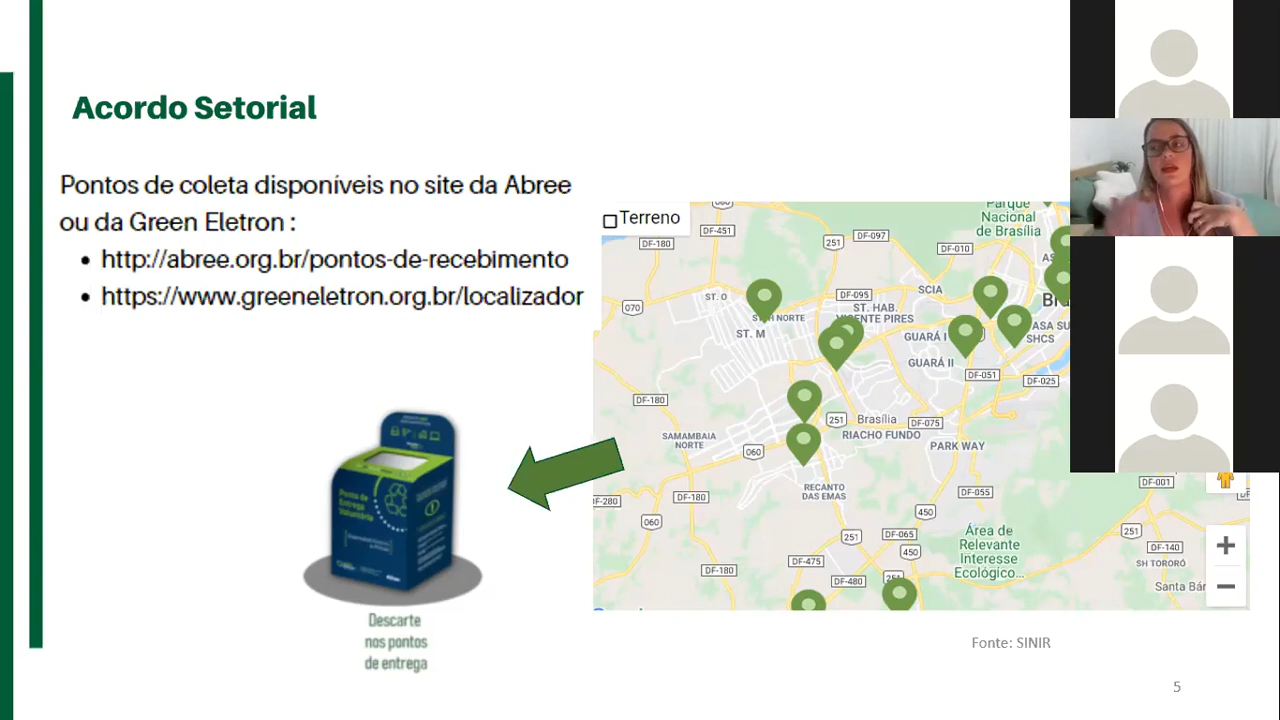 Acordo Setorial
Pontos de coleta disponíveis no site da Abree
ou da Green Eletron :
• http://abree.org.br/pontos-de-recebimento
• https://www.greeneletron.org.br/localizador
Terreno
Parque
Nacional
de Brasília
DF-451
DF-180
251
DF-097
DF-010
070
ST. O
DF-095
SCIA
ST. HAB.
VICENTE PIRES
NORTE
ST. M
GUARÁ I
ASA SU
SHCS
GUARÁ II
DF-051
DF-025
DF-180
251
Brasília
DF-075
RIACHO FUNDO
SAMAMBAIA
NORTE
060
PARK WAY
RECANTO
DAS EMAS
DF-180
DF-055
DF-001
060
450
251
DF-065
450
Área de
Relevante
Interesse
Ecológico...
251
DF-140
SH TORORÓ
DF-475
DF-180
DF-480
Santa Bár
Ponto de
Entrega
Voluntária
Descarte
nos pontos
de entrega
Fonte: SINIR
5